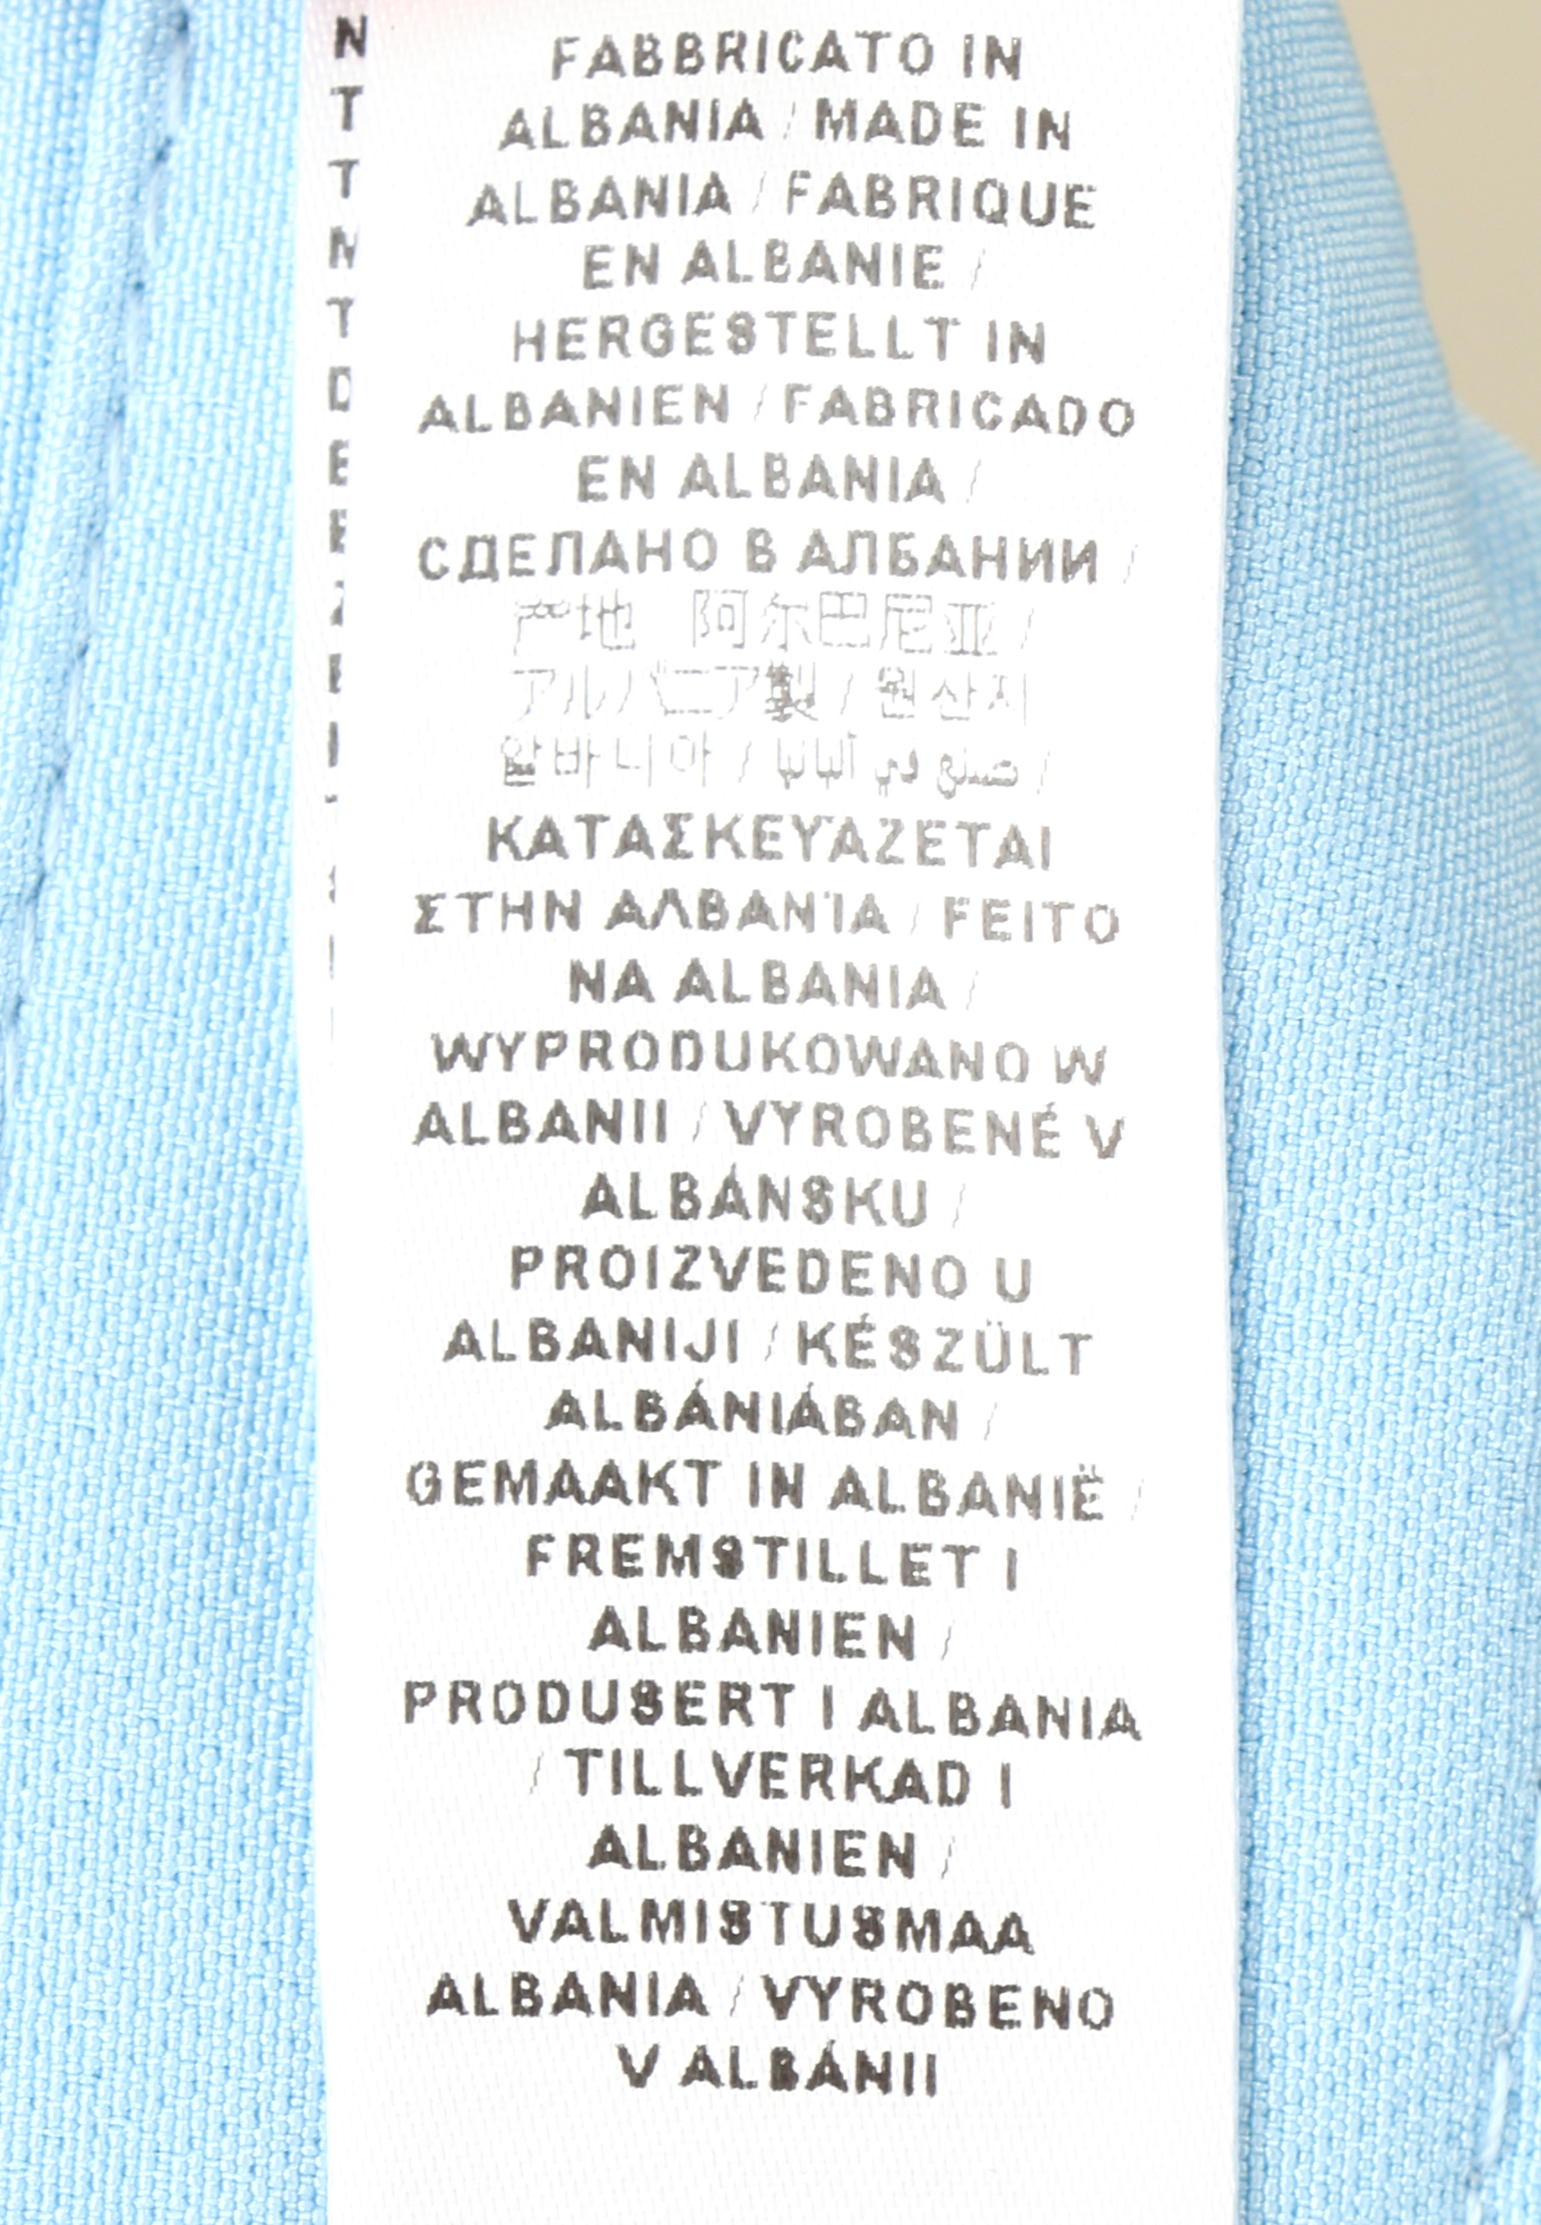 FABBRICATO IN
ALBANIA / MADE IN
ALBANIA / FABRIQUE
EN ALBANIE /
HERGESTELLT IN
ALBANIEN / FABRICADO
EN ALBANIA /
СДЕЛАНО В АЛБАНИИ /
产地 阿尔巴尼亚 /
アルバニア製 / 원산지
알바니아 / صنع في ألبانيا /
ΚΑΤΑΣΚΕΥΆΖΕΤΑΙ
ΣΤΗΝ ΑΛΒΑΝΊΑ / FEITO
NA ALBANIA /
WYPRODUKOWANO W
ALBANII / VYROBENÉ V
ALBÁNSKU /
PROIZVEDENO U
ALBANIJI / KÉSZÜLT
ALBÁNIÁBAN /
GEMAAKT IN ALBANIË /
FREMSTILLET I
ALBANIEN /
PRODUSERT I ALBANIA
/ TILLVERKAD I
ALBANIEN /
VALMISTUSMAA
ALBANIA / VYROBENO
V ALBÁNII